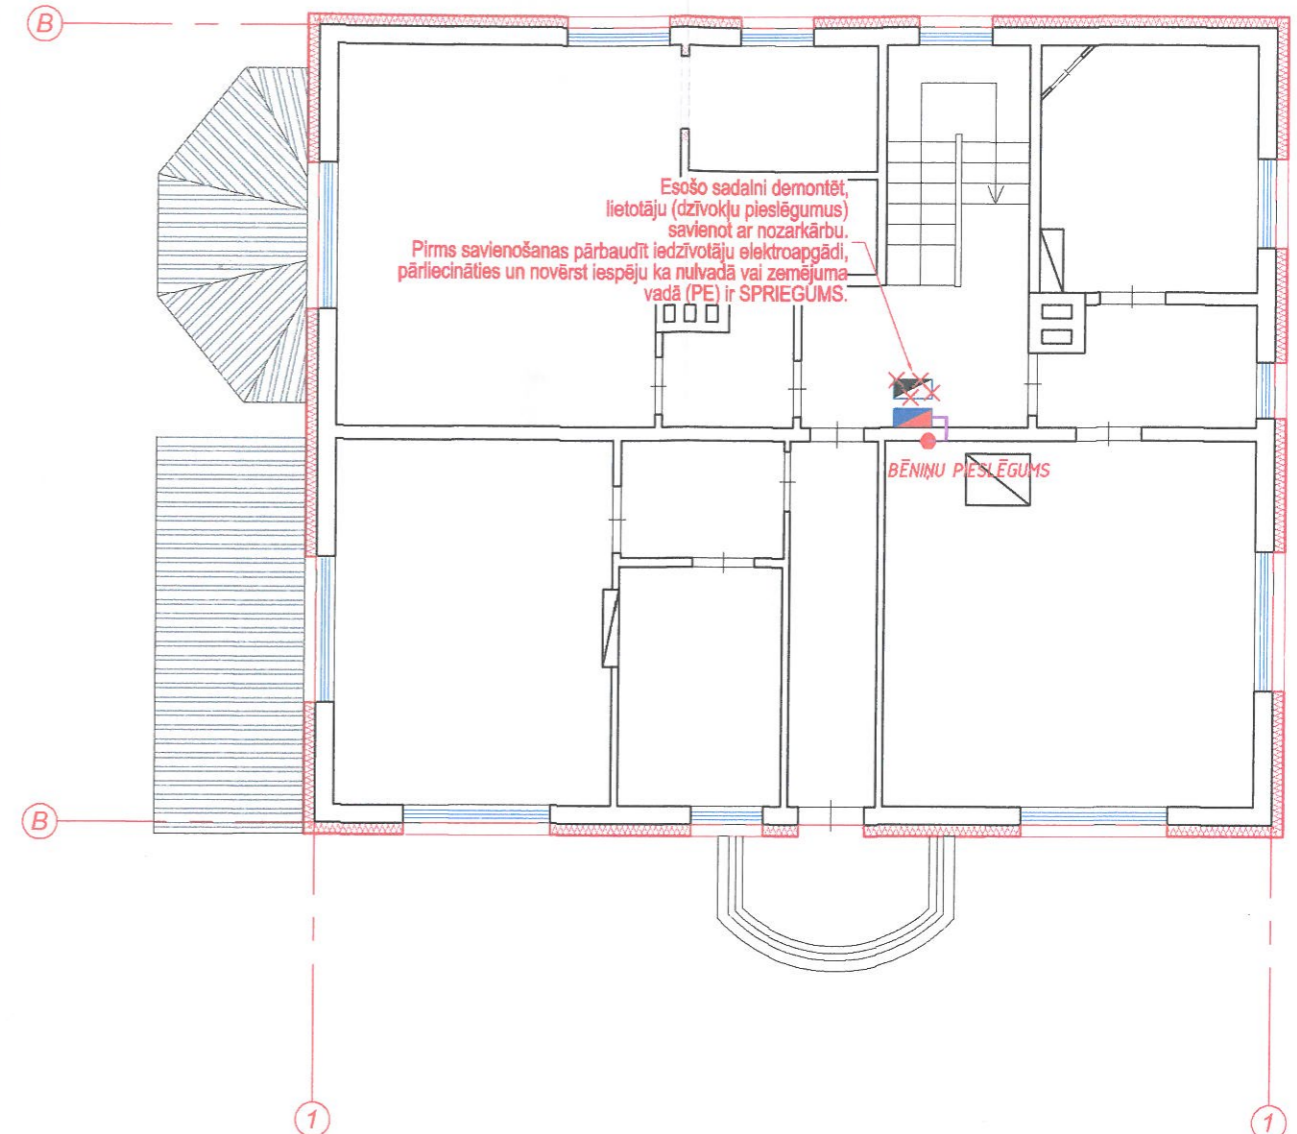 B
Esošo sadalni demontēt,
lietotāju (dzīvokļu pieslēgumus)
savienot ar nozarkārbu.
Pirms savienošanas pārbaudīt iedzīvotāju elektroapgādi,
pārliecināties un novērst iespēju ka nulvadā vai zemējuma
vadā (PE) ir SPRIEGUMS.
BĒNIŅU PIESLĒGUMS
B
1
1